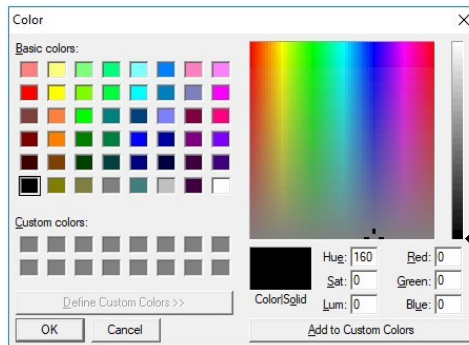 Color
Basic colors:
Custom colors:
Define Custom Colors >>
OK Cancel
Hue: 160 Red: 0
Sat: 0 Green: 0
Color|Solid Lum: 0 Blue: 0
Add to Custom Colors